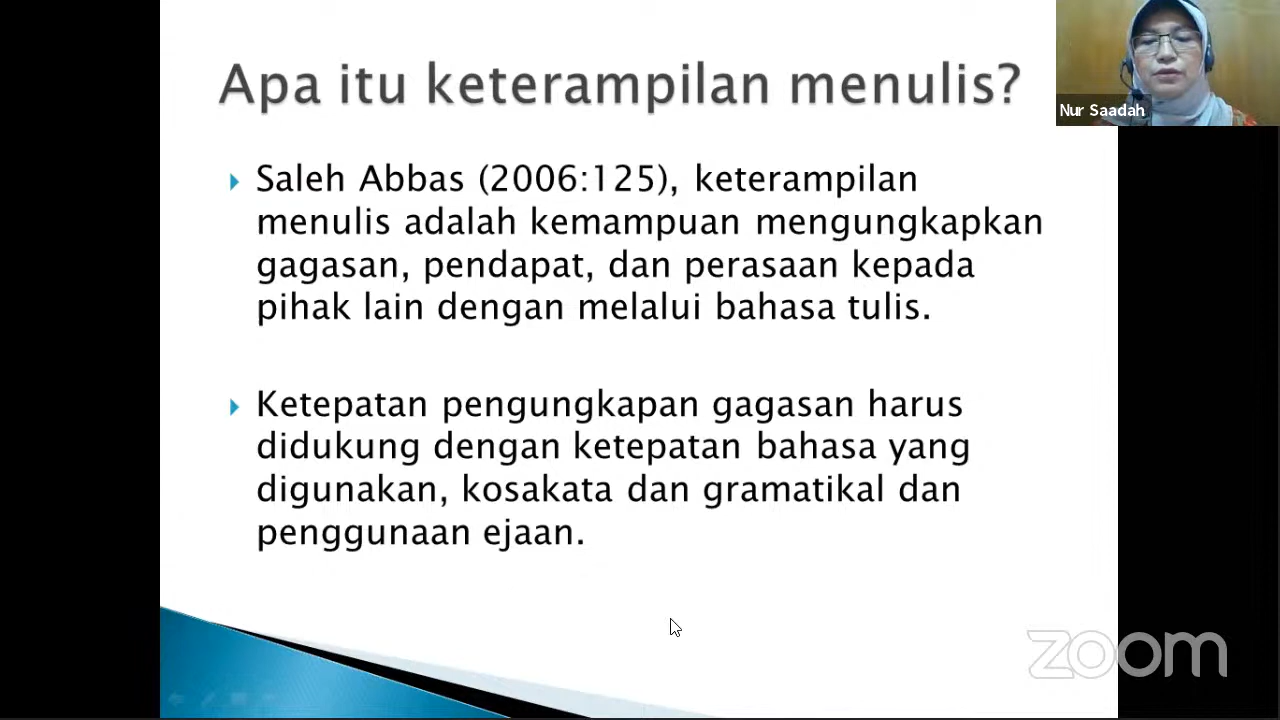 Apa itu keterampilan menulis?
Nur Saadah
Saleh Abbas (2006:125), keterampilan
menulis adalah kemampuan mengungkapkan
gagasan, pendapat, dan perasaan kepada
pihak lain dengan melalui bahasa tulis.
Ketepatan pengungkapan gagasan harus
didukung dengan ketepatan bahasa yang
digunakan, kosakata dan gramatikal dan
penggunaan ejaan.
zoom